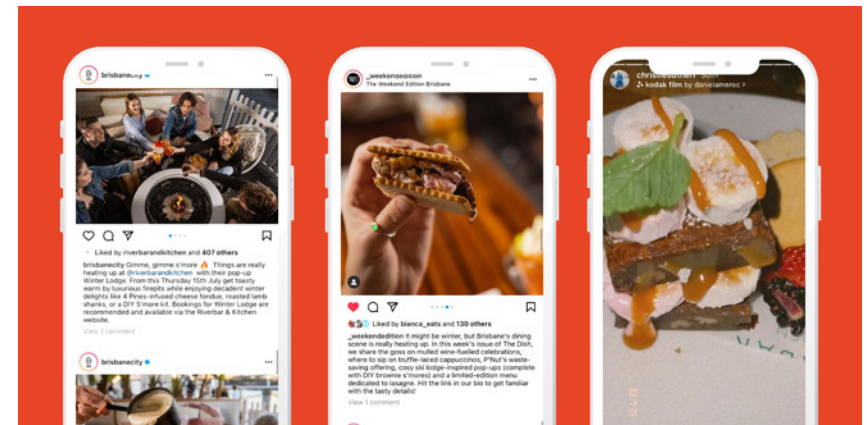 brisbanecity
Liked by riverbarandkitchen and 407 others
brisbanecity Gimme, gimme s'more 🔥 Things are really
heating up at @riverbarandkitchen with their pop-up
Winter Lodge. From this Thursday 15th July get toasty
warm by luxurious firepits while enjoying decadent winter
delights like 4 Pines-infused cheese fondue, roasted lamb
shanks, or a DIY S'more kit. Bookings for Winter Lodge are
recommended and available via the Riverbar & Kitchen
website.
View 1 comment
brisbanecity
_weekendedition
The Weekend Edition Brisbane
Liked by bianca_eats and 130 others
_weekendedition It might be winter, but Brisbane's dining
scene is really heating up. In this week's issue of The Dish,
we share the goss on mulled wine-fuelled celebrations,
where to sip on truffle-laced cappuccinos, P'Nut's waste-
saving offering, cosy ski lodge-inspired pop-ups (complete
with DIY brownie s'mores) and a limited-edition menu
dedicated to lasagne. Hit the link in our bio to get familiar
with the tasty details!
View 1 comment
kodak film by danielameroc >